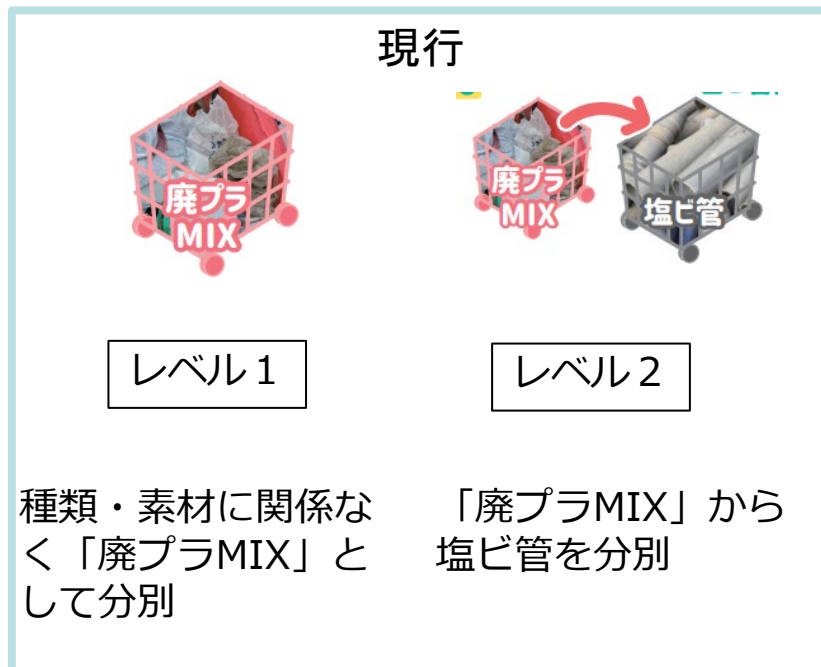 現行
廃プラ
MIX
廃プラ
MIX
塩ビ管
レベル１
レベル２
種類・素材に関係な
く「廃プラMIX」と
して分別
「廃プラMIX」から
塩ビ管を分別